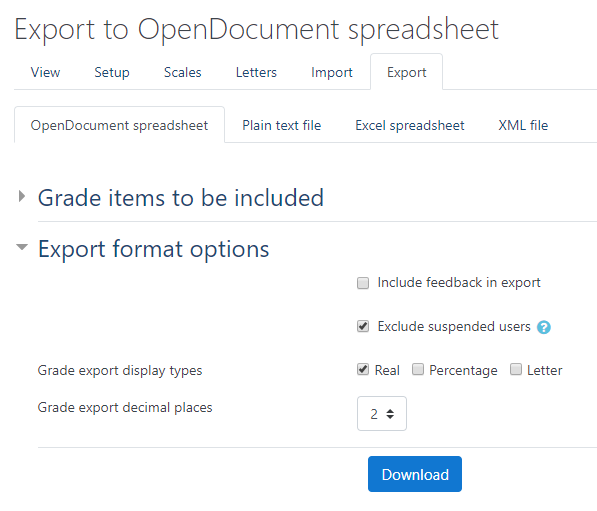 Export to OpenDocument spreadsheet
View Setup Scales Letters Import Export
OpenDocument spreadsheet Plain text file Excel spreadsheet XML file
Grade items to be included
Export format options
Include feedback in export
Exclude suspended users ?
Grade export display types Real Percentage Letter
Grade export decimal places 2
Download